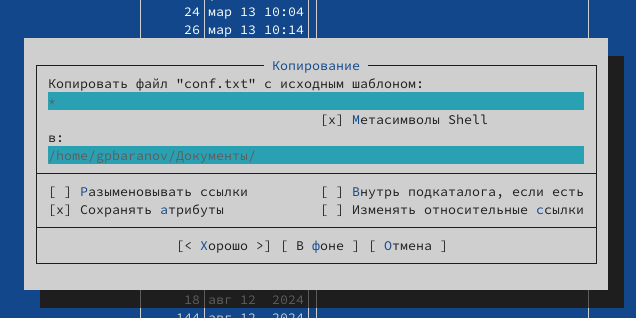 24 мар 13 10:04
26 мар 13 10:14
Копирование
Копировать файл "conf.txt" с исходным шаблоном:
*
[x] Метасимволы Shell
в:
/home/gpbaranov/Документы/
[ ] Разыменовывать ссылки [ ] Внутрь подкаталога, если есть
[x] Сохранять атрибуты [ ] Изменять относительные ссылки
[< Хорошо >] [ В фоне ] [ Отмена ]
18 авг 12 2024
144 авг 12 2024